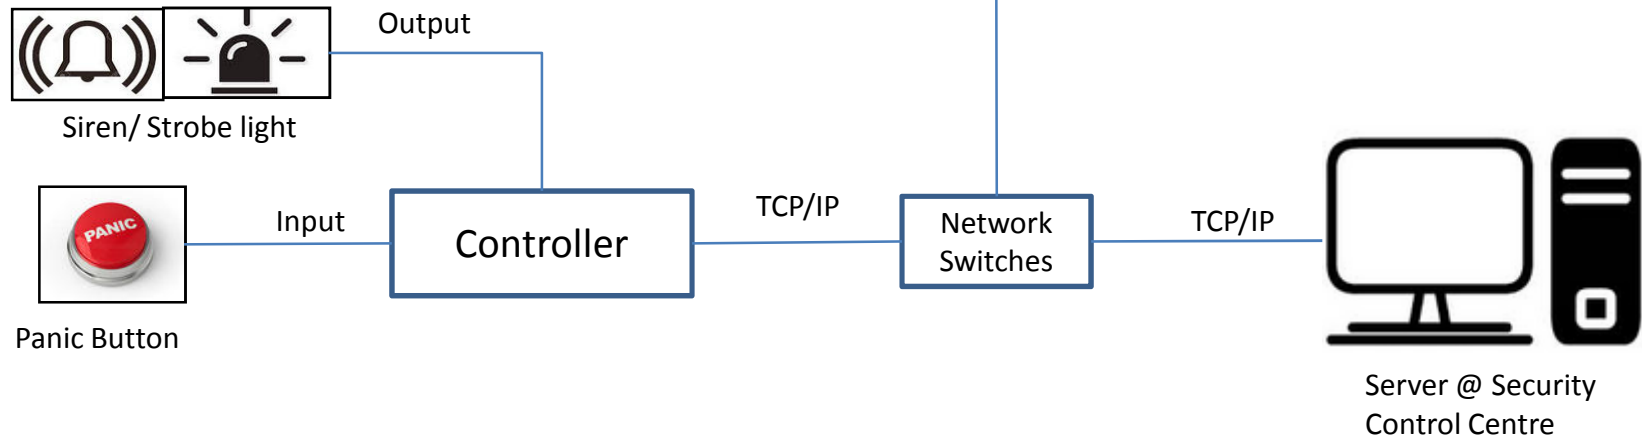 Output
Siren/ Strobe light
PANIC
Input
Controller
TCP/IP
Network
Switches
TCP/IP
Panic Button
Server @ Security
Control Centre